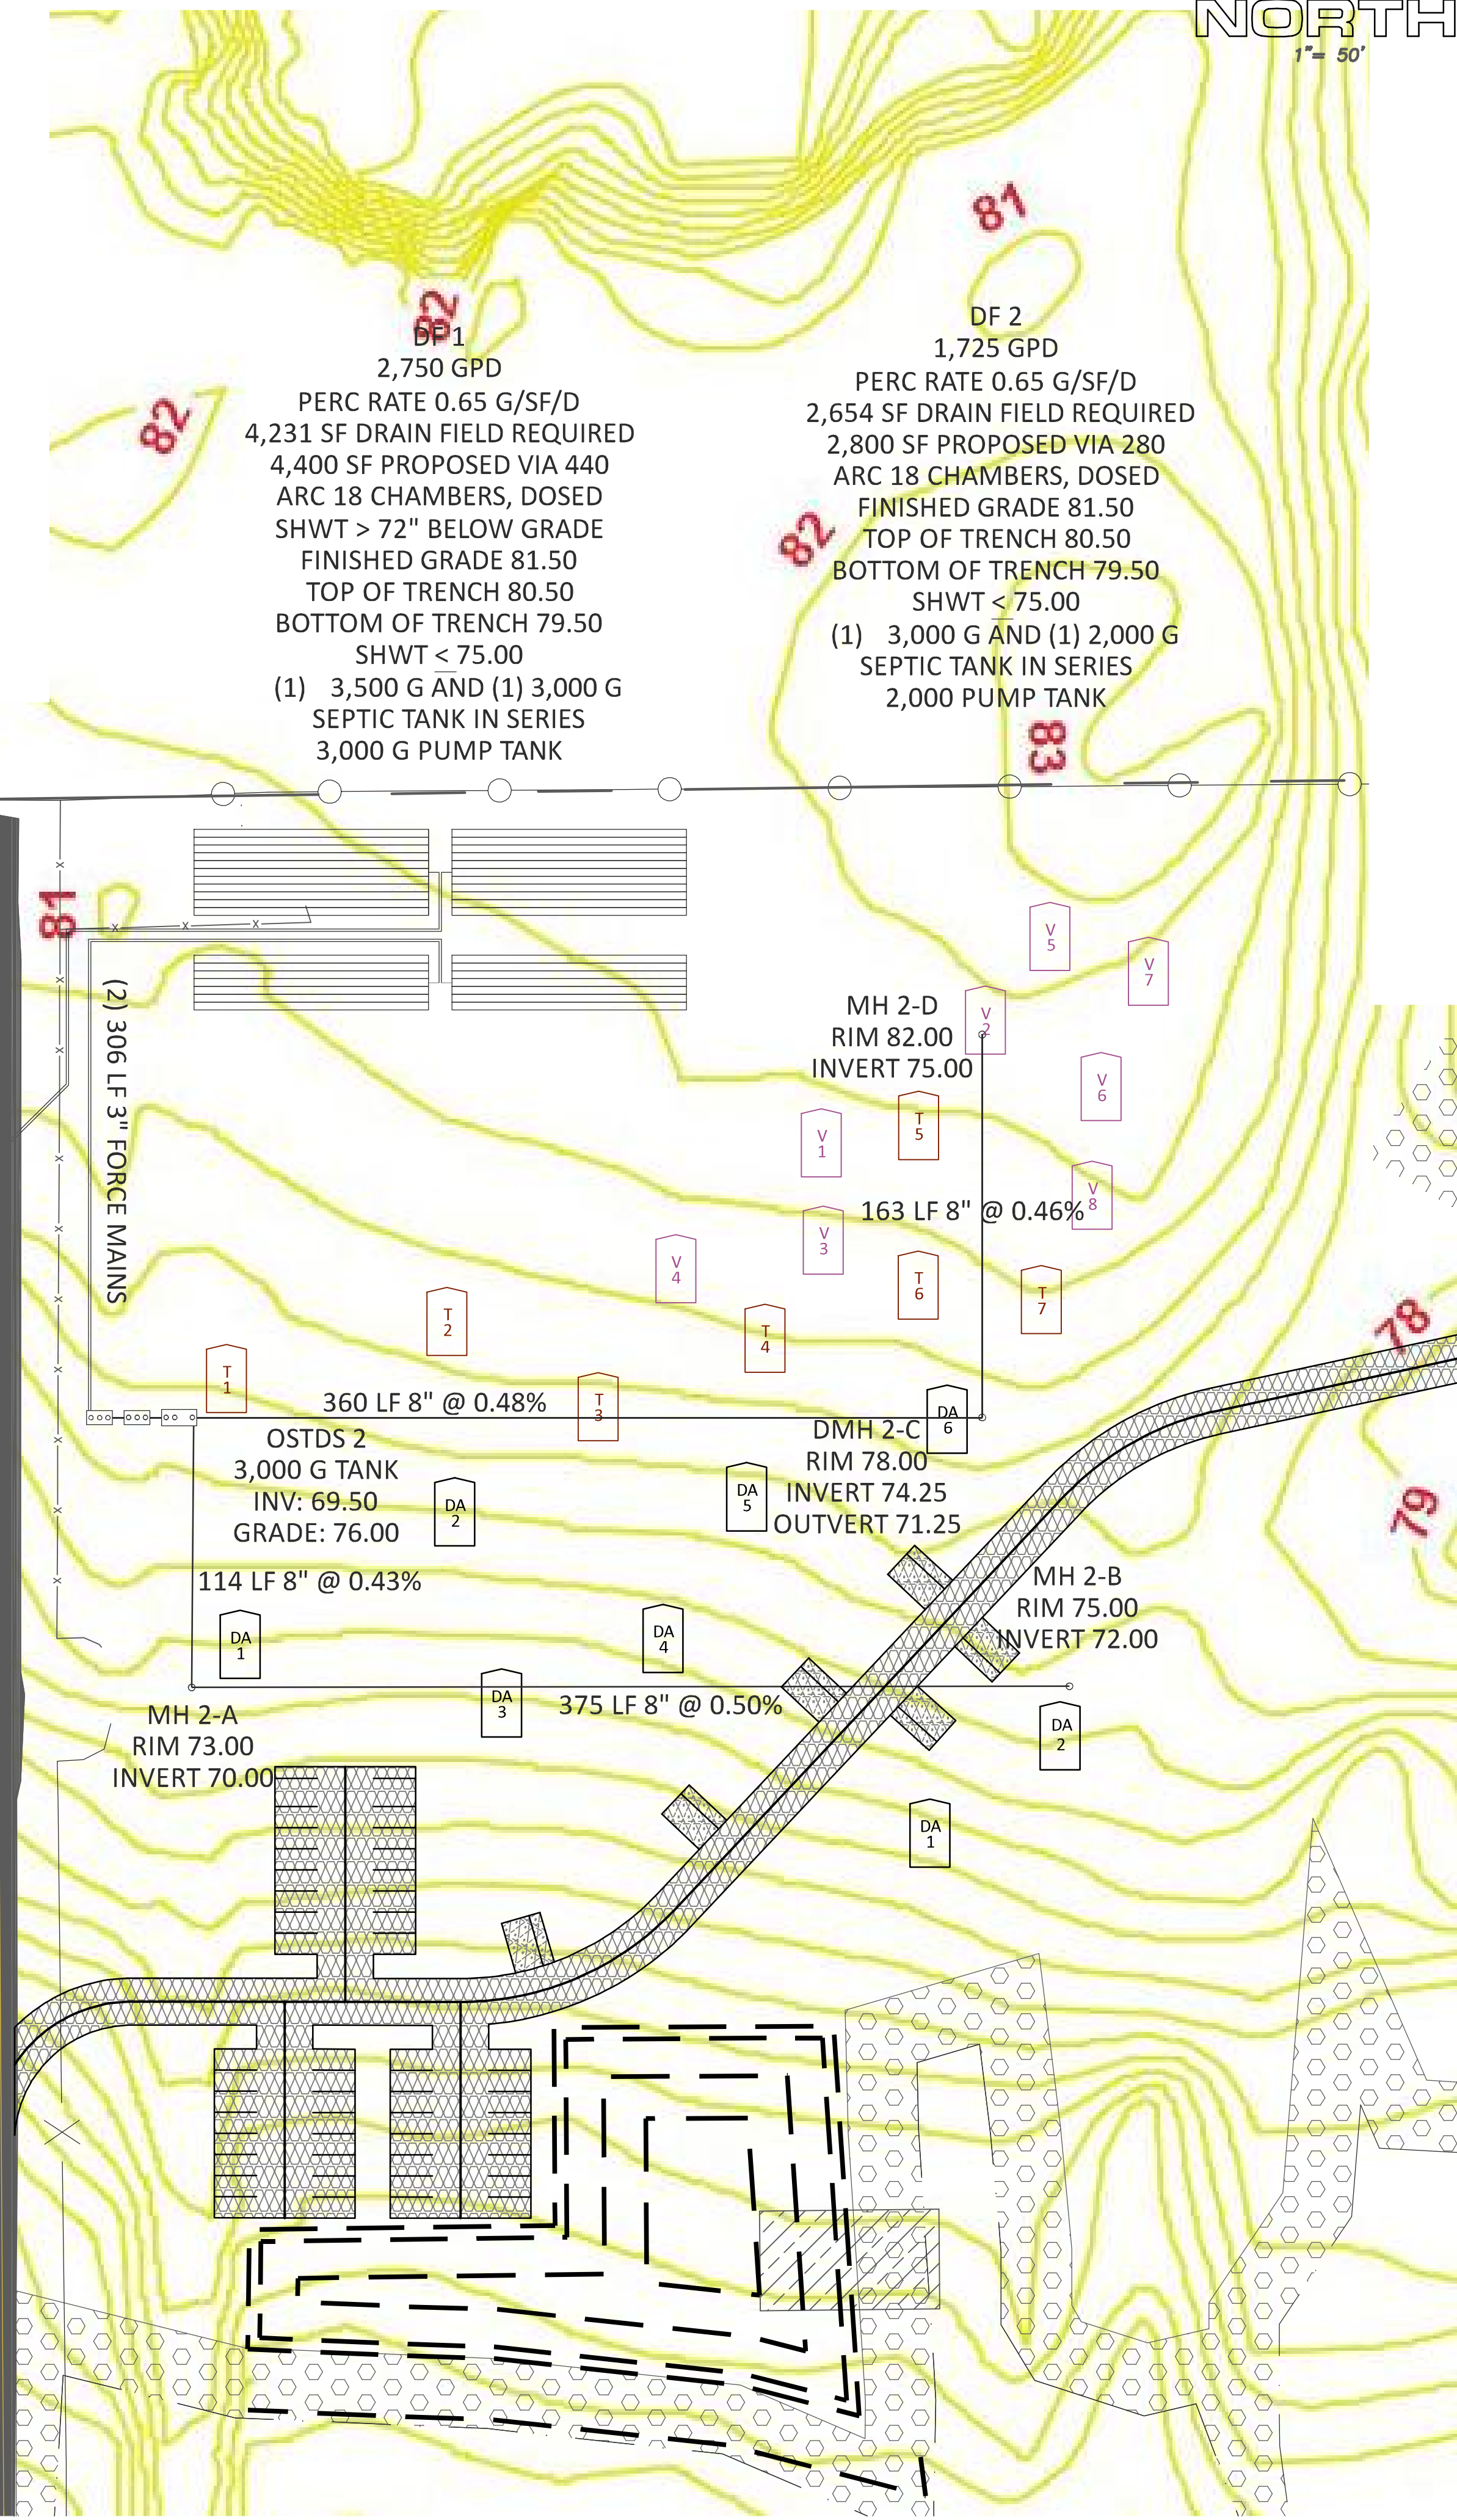 NORTH
1"= 50'
81
82
DF 1
2,750 GPD
PERC RATE 0.65 G/SF/D
4,231 SF DRAIN FIELD REQUIRED
4,400 SF PROPOSED VIA 440
ARC 18 CHAMBERS, DOSED
SHWT > 72" BELOW GRADE
FINISHED GRADE 81.50
TOP OF TRENCH 80.50
BOTTOM OF TRENCH 79.50
SHWT < 75.00
(1) 3,500 G AND (1) 3,000 G
SEPTIC TANK IN SERIES
3,000 G PUMP TANK
DF 2
1,725 GPD
PERC RATE 0.65 G/SF/D
2,654 SF DRAIN FIELD REQUIRED
2,800 SF PROPOSED VIA 280
ARC 18 CHAMBERS, DOSED
FINISHED GRADE 81.50
TOP OF TRENCH 80.50
BOTTOM OF TRENCH 79.50
SHWT < 75.00
(1) 3,000 G AND (1) 2,000 G
SEPTIC TANK IN SERIES
2,000 PUMP TANK
82
82
83
81
X
X
X
X
(2) 306 LF 3" FORCE MAINS
V
5
V
7
V
2
MH 2-D
RIM 82.00
INVERT 75.00
V
6
T
5
V
1
V
8
163 LF 8" @ 0.46%
V
3
V
4
T
6
T
7
T
2
T
4
78
T
1
T
3
360 LF 8" @ 0.48%
DA
6
OSTDS 2
3,000 G TANK
INV: 69.50
GRADE: 76.00
DMH 2-C
RIM 78.00
INVERT 74.25
OUTVERT 71.25
DA
2
DA
5
79
114 LF 8" @ 0.43%
MH 2-B
RIM 75.00
INVERT 72.00
DA
1
DA
4
DA
3
375 LF 8" @ 0.50%
MH 2-A
RIM 73.00
INVERT 70.00
DA
2
DA
1